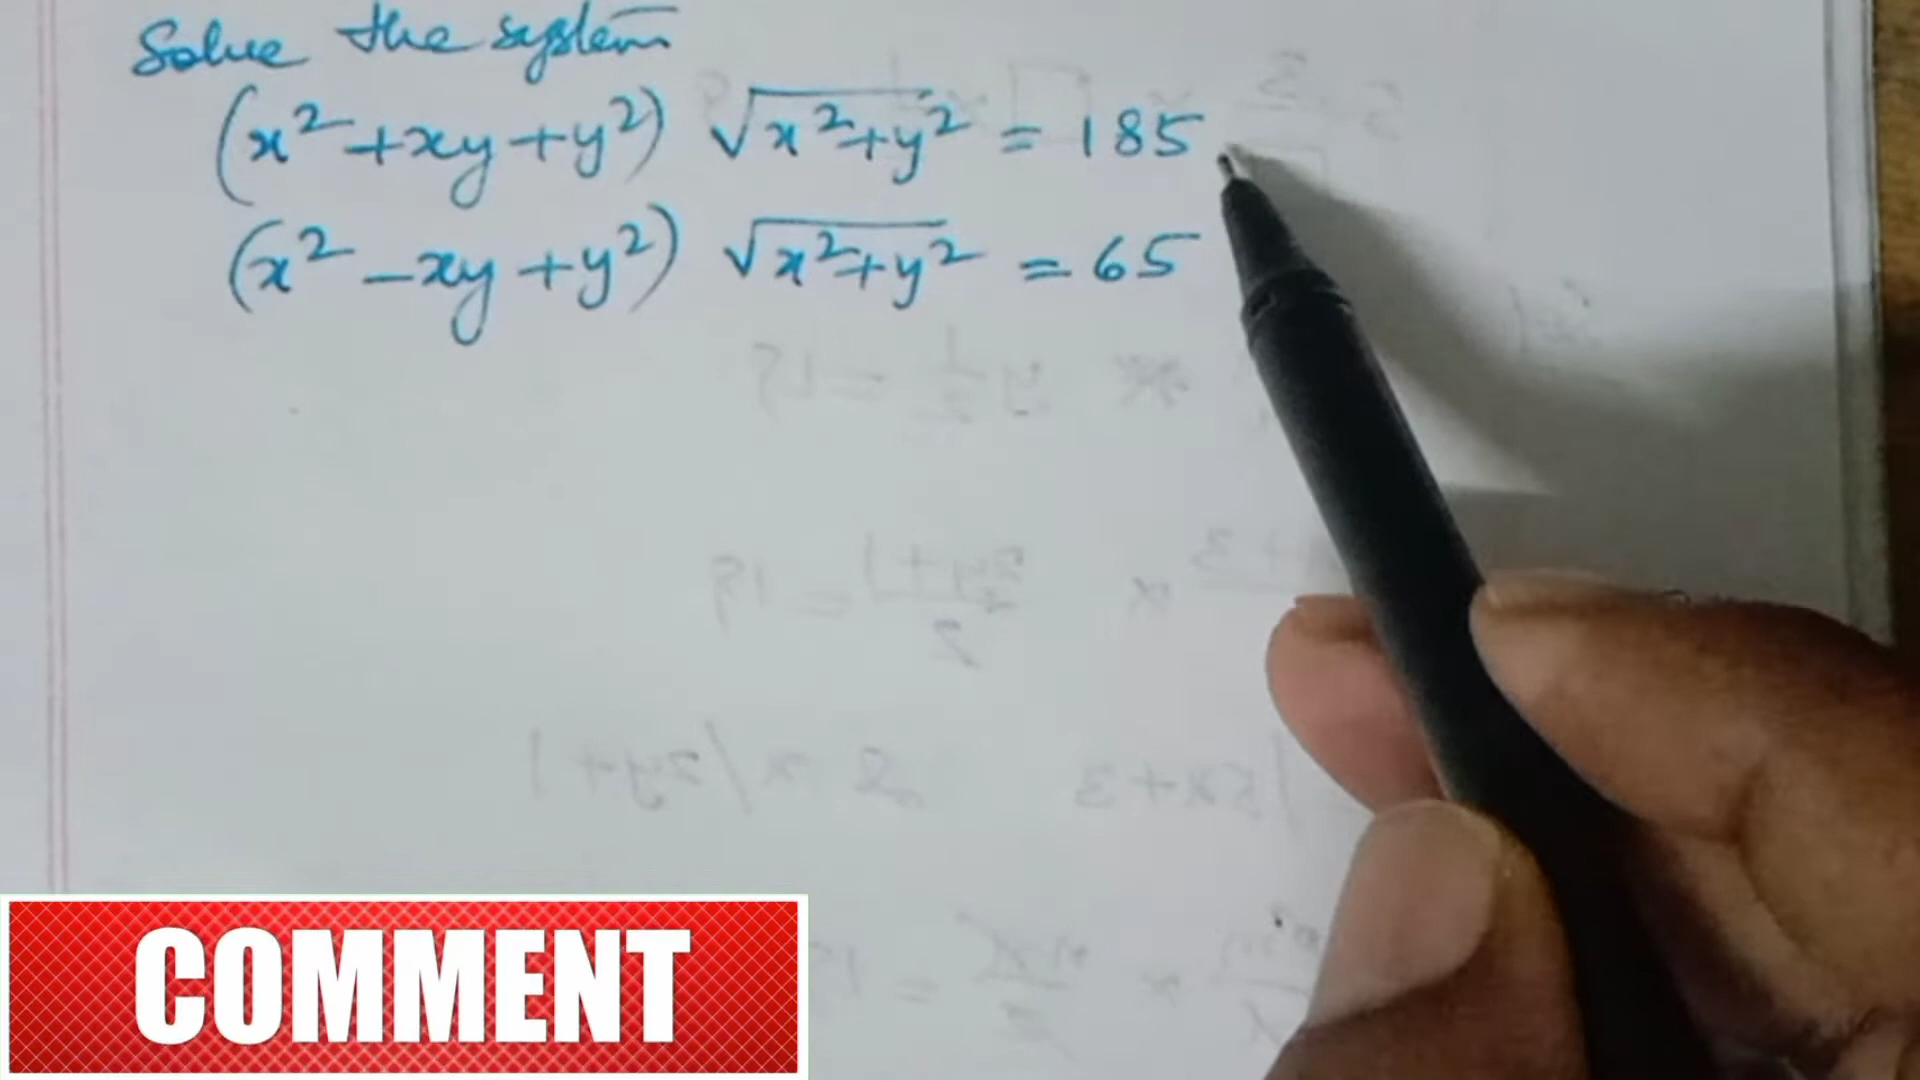 Solve the system
(x²+xy+y²) √x²+y² = 185
(x²-xy+y²) √x²+y² = 65
COMMENT